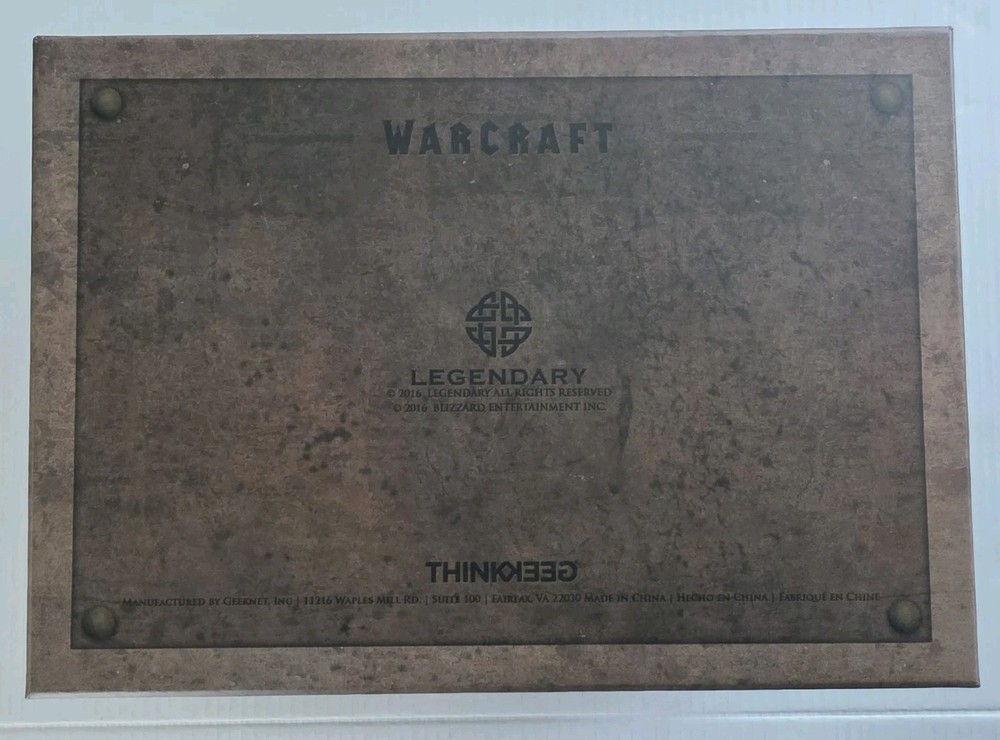 WARCRAFT
LEGENDARY
© 2016 LEGENDARY ALL RIGHTS RESERVED
© 2016 BLIZZARD ENTERTAINMENT INC.
THINKGEEK
MANUFACTURED BY GEEKNET, INC | 11216 WAPLES MILL RD. | SUITE 100 | FAIRFAX, VA 22030 MADE IN CHINA | HECHO EN CHINA | FABRIQUÉ EN CHINE